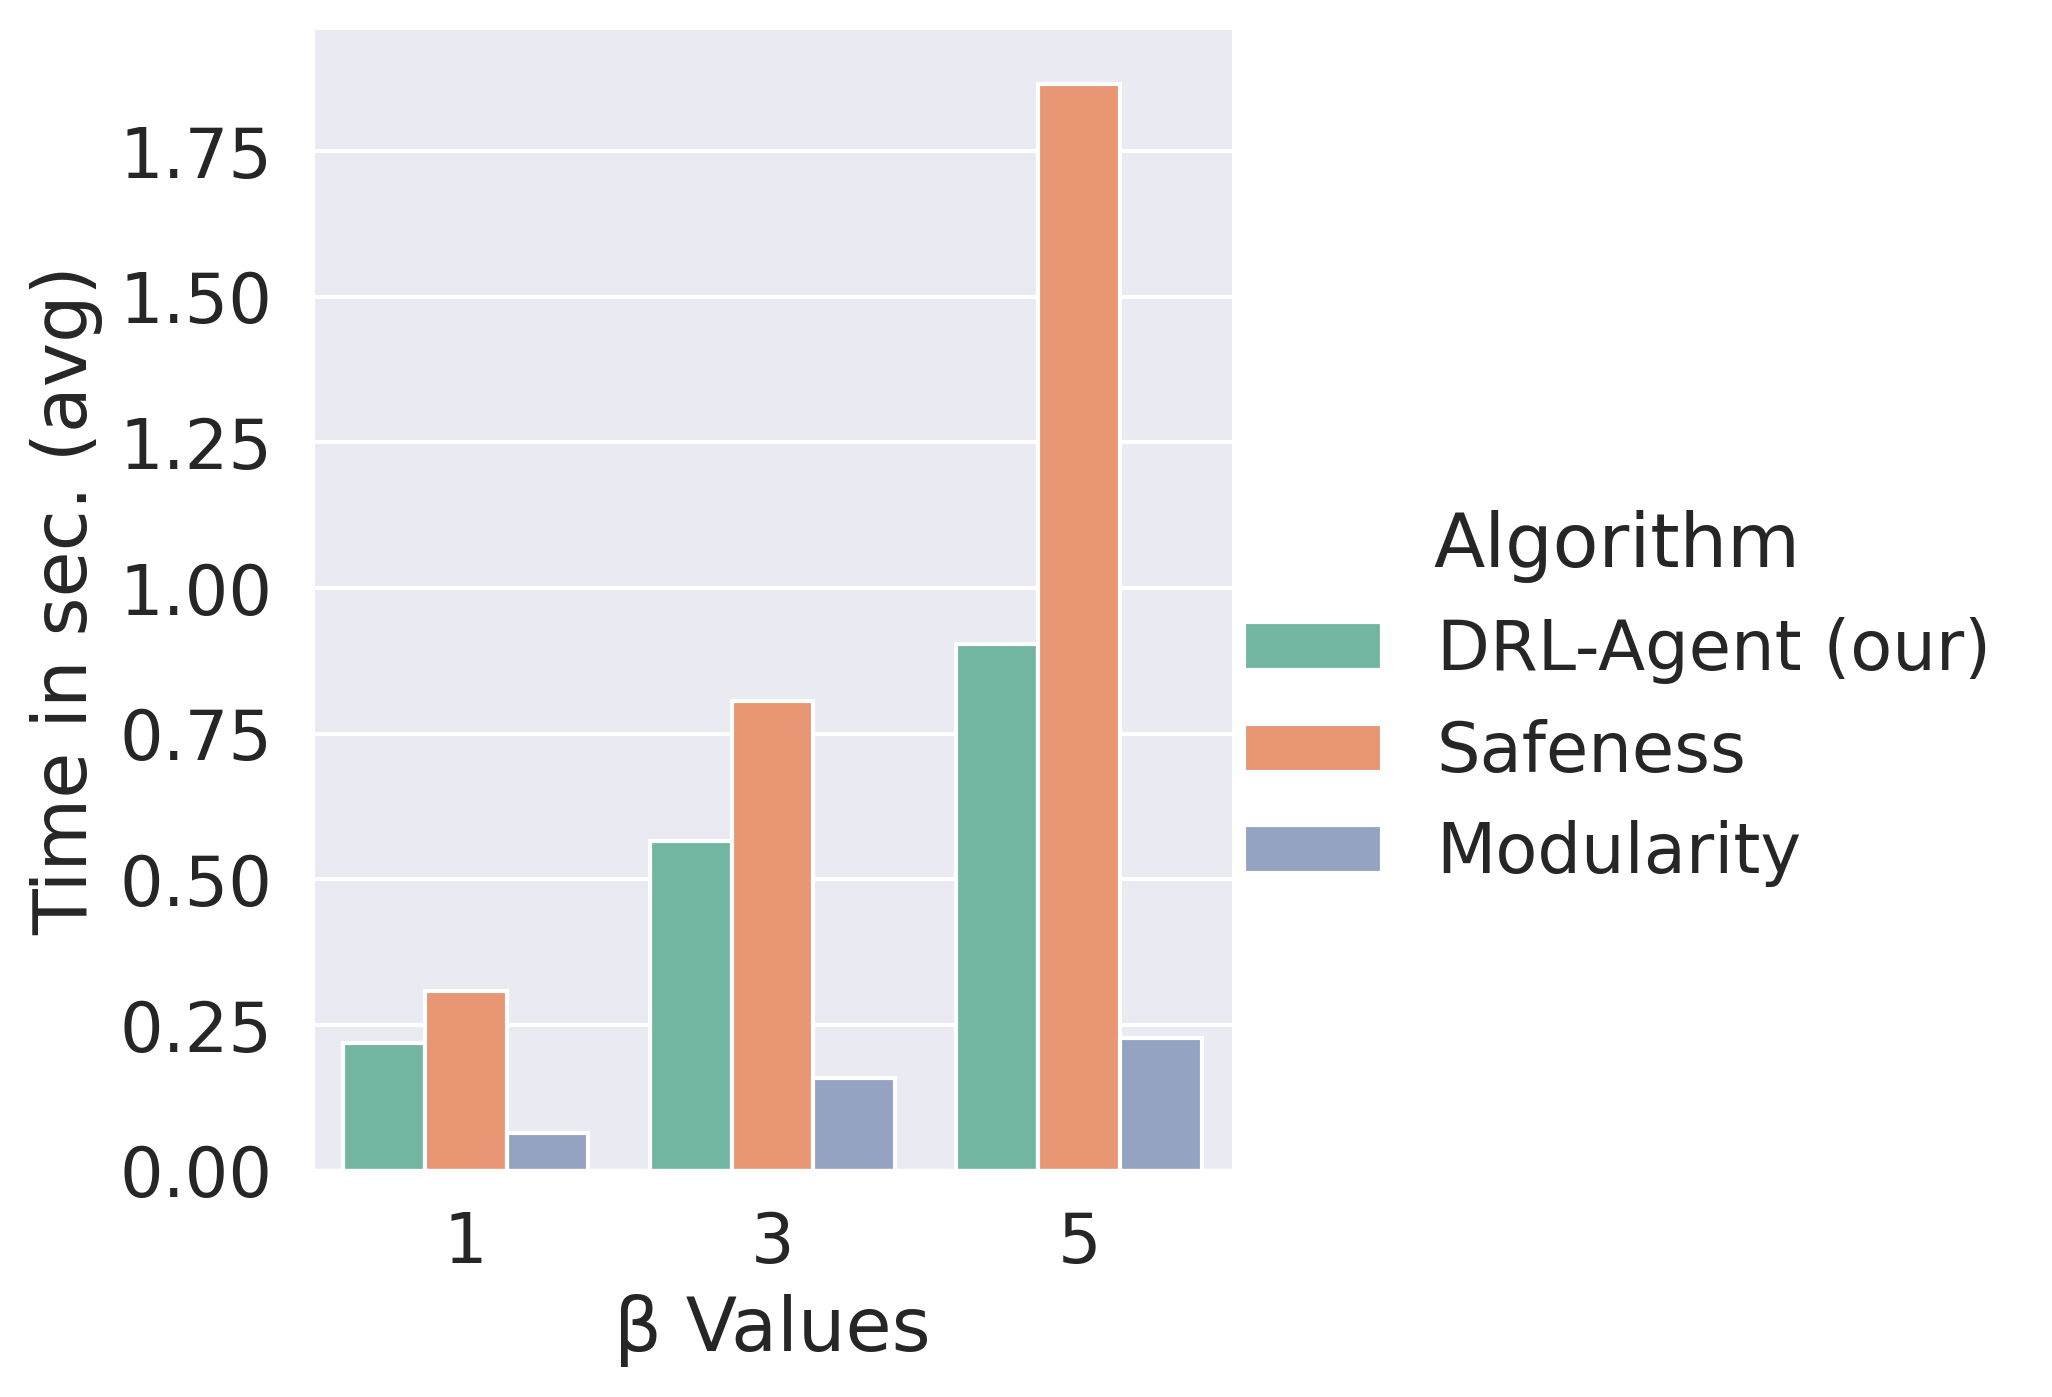 Time in sec. (avg)
1.75
1.50
1.25
1.00
0.75
0.50
0.25
0.00
1 3 5
β Values
Algorithm
DRL-Agent (our)
Safeness
Modularity